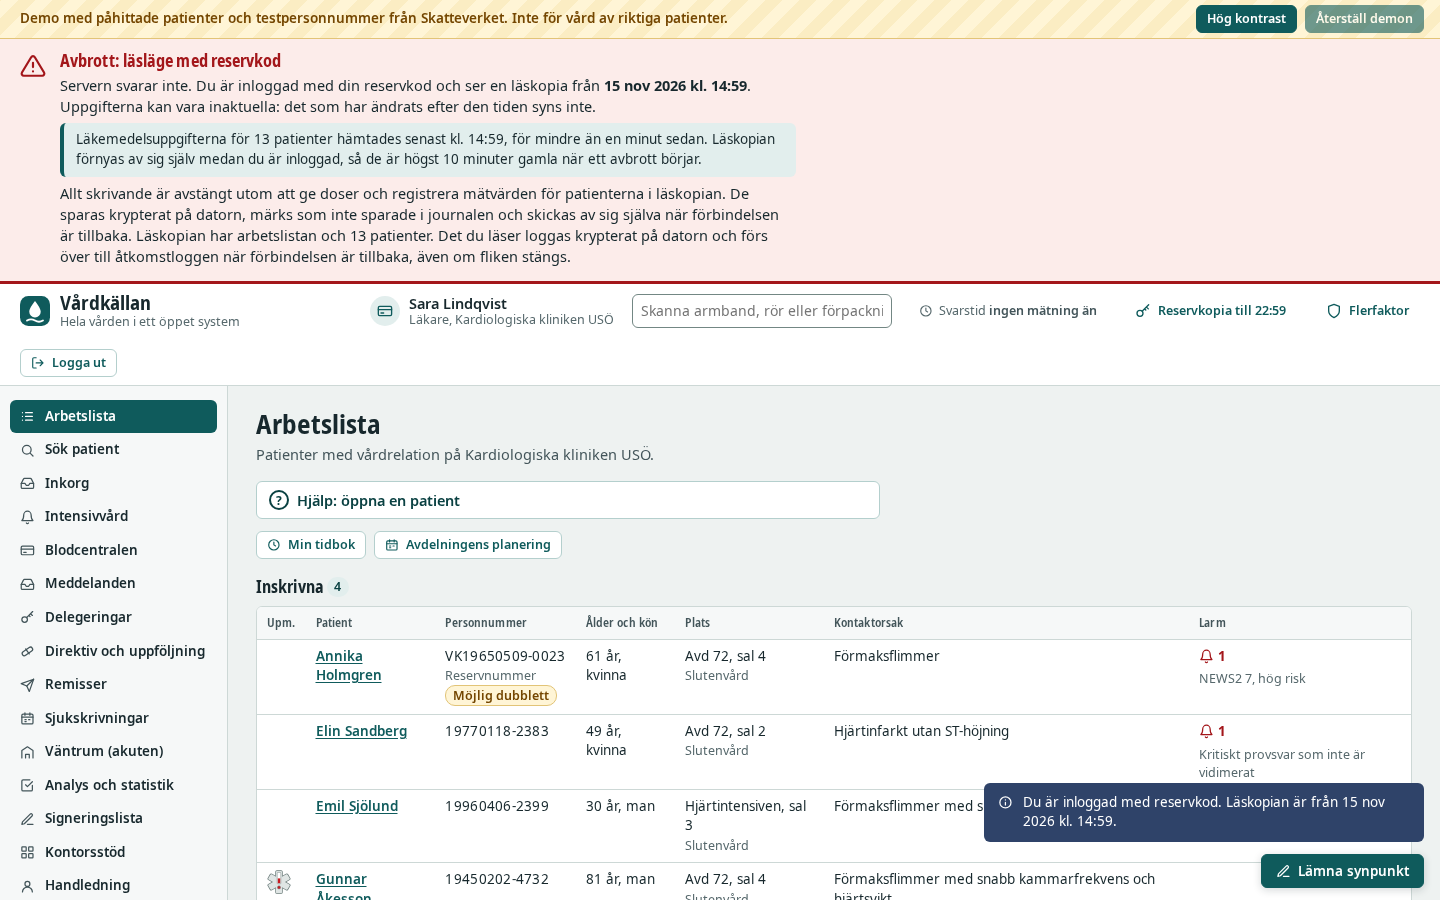 Demo med påhittade patienter och testpersonnummer från Skatteverket. Inte för vård av riktiga patienter.
Hög kontrast
Återställ demon
Avbrott: läsläge med reservkod
Servern svarar inte. Du är inloggad med din reservkod och ser en läskopia från 15 nov 2026 kl. 14:59.
Uppgifterna kan vara inaktuella: det som har ändrats efter den tiden syns inte.
Läkemedelsuppgifterna för 13 patienter hämtades senast kl. 14:59, för mindre än en minut sedan. Läskopian
förnyas av sig själv medan du är inloggad, så de är högst 10 minuter gamla när ett avbrott börjar.
Allt skrivande är avstängt utom att ge doser och registrera mätvärden för patienterna i läskopian. De
sparas krypterat på datorn, märks som inte sparade i journalen och skickas av sig själva när förbindelsen
är tillbaka. Läskopian har arbetslistan och 13 patienter. Det du läser loggas krypterat på datorn och förs
över till åtkomstloggen när förbindelsen är tillbaka, även om fliken stängs.
Vårdkällan
Hela vården i ett öppet system
Sara Lindqvist
Läkare, Kardiologiska kliniken USÖ
Skanna armband, rör eller förpackni
Svarstid ingen mätning än
Reservkopia till 22:59
Flerfaktor
Logga ut
Arbetslista
Sök patient
Inkorg
Intensivvård
Blodcentralen
Meddelanden
Delegeringar
Direktiv och uppföljning
Remisser
Sjukskrivningar
Väntrum (akuten)
Analys och statistik
Signeringslista
Kontorsstöd
Handledning
Arbetslista
Patienter med vårdrelation på Kardiologiska kliniken USÖ.
? Hjälp: öppna en patient
Min tidbok
Avdelningens planering
Inskrivna 4
Upm. Patient Personnummer Ålder och kön Plats Kontaktorsak Larm
Annika Holmgren
VK19650509-0023
Reservnummer
Möjlig dubblett
61 år, kvinna
Avd 72, sal 4
Slutenvård
Förmaksflimmer
1
NEWS2 7, hög risk
Elin Sandberg
19770118-2383
49 år, kvinna
Avd 72, sal 2
Slutenvård
Hjärtinfarkt utan ST-höjning
1
Kritiskt provsvar som inte är
vidimerat
Emil Sjölund
19960406-2399
30 år, man
Hjärtintensiven, sal
3
Slutenvård
Förmaksflimmer med s
Gunnar
Åkesson
19450202-4732
81 år, man
Avd 72, sal 4
Slutenvård
Förmaksflimmer med snabb kammarfrekvens och
hjärtsvikt
Du är inloggad med reservkod. Läskopian är från 15 nov
2026 kl. 14:59.
Lämna synpunkt